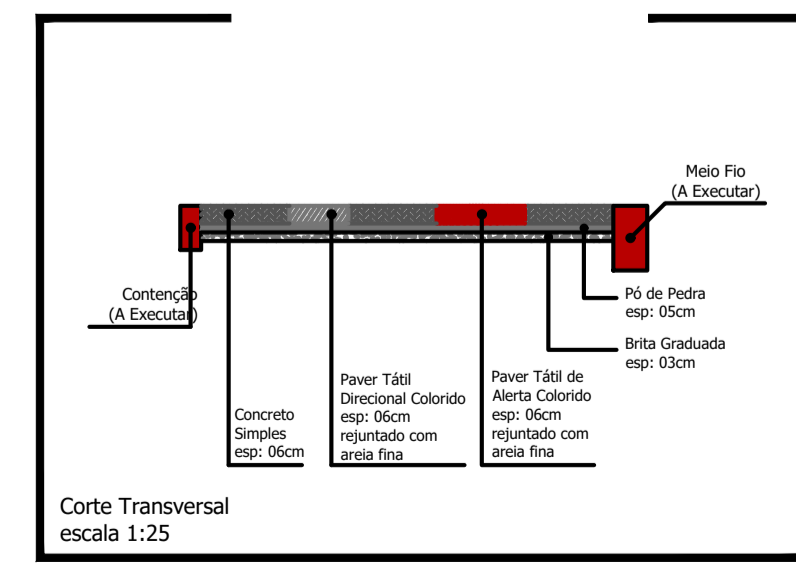 Meio Fio
(A Executar)
Contenção
(A Executar)
Pó de Pedra
esp: 05cm
Brita Graduada
esp: 03cm
Concreto
Simples
esp: 06cm
Paver Tátil
Direcional Colorido
esp: 06cm
rejuntado com
areia fina
Paver Tátil de
Alerta Colorido
esp: 06cm
rejuntado com
areia fina
Corte Transversal
escala 1:25